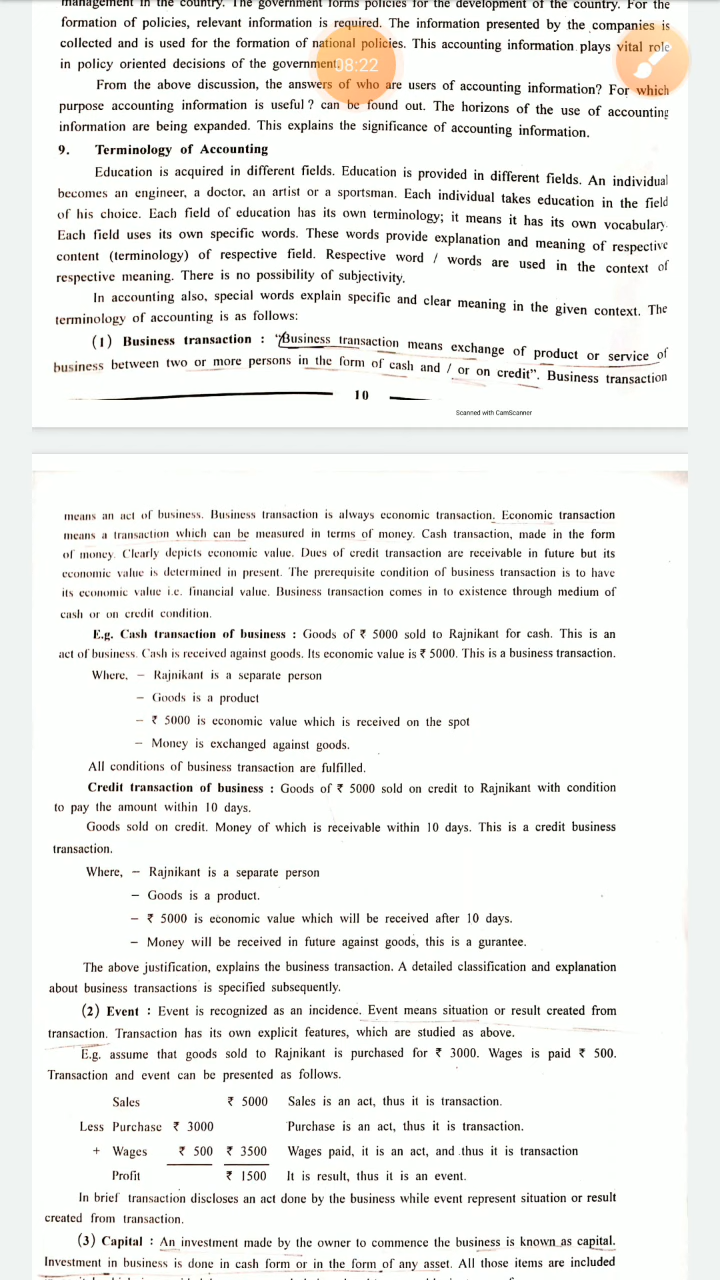 management in the country. The government forms policies for the development of the country. For the
formation of policies, relevant information is required. The information presented by the companies is
collected and is used for the formation of national policies. This accounting information plays vital role
in policy oriented decisions of the government.
08:22
From the above discussion, the answers of who are users of accounting information? For which
purpose accounting information is useful ? can be found out. The horizons of the use of accounting
information are being expanded. This explains the significance of accounting information.
9. Terminology of Accounting
Education is acquired in different fields. Education is provided in different fields. An individual
becomes an engineer, a doctor, an artist or a sportsman. Each individual takes education in the field
of his choice. Each field of education has its own terminology; it means it has its own vocabulary.
Each field uses its own specific words. These words provide explanation and meaning of respective
content (terminology) of respective field. Respective word / words are used in the context of
respective meaning. There is no possibility of subjectivity.
In accounting also, special words explain specific and clear meaning in the given context. The
terminology of accounting is as follows:
(1) Business transaction : "Business transaction means exchange of product or service of
business between two or more persons in the form of cash and / or on credit". Business transaction
10
Scanned with CamScanner
means an act of business. Business transaction is always economic transaction. Economic transaction
means a transaction which can be measured in terms of money. Cash transaction, made in the form
of money. Clearly depicts economic value. Dues of credit transaction are receivable in future but its
economic value is determined in present. The prerequisite condition of business transaction is to have
its economic value i.e. financial value. Business transaction comes in to existence through medium of
cash or on credit condition.
E.g. Cash transaction of business : Goods of ₹ 5000 sold to Rajnikant for cash. This is an
act of business. Cash is received against goods. Its economic value is ₹ 5000. This is a business transaction.
Where, – Rajnikant is a separate person
– Goods is a product
– ₹ 5000 is economic value which is received on the spot
– Money is exchanged against goods.
All conditions of business transaction are fulfilled.
Credit transaction of business : Goods of ₹ 5000 sold on credit to Rajnikant with condition
to pay the amount within 10 days.
Goods sold on credit. Money of which is receivable within 10 days. This is a credit business
transaction.
Where, – Rajnikant is a separate person
– Goods is a product.
– ₹ 5000 is economic value which will be received after 10 days.
– Money will be received in future against goods, this is a gurantee.
The above justification, explains the business transaction. A detailed classification and explanation
about business transactions is specified subsequently.
(2) Event : Event is recognized as an incidence. Event means situation or result created from
transaction. Transaction has its own explicit features, which are studied as above.
E.g. assume that goods sold to Rajnikant is purchased for ₹ 3000. Wages is paid ₹ 500.
Transaction and event can be presented as follows.
Sales ₹ 5000 Sales is an act, thus it is transaction.
Less Purchase ₹ 3000 Purchase is an act, thus it is transaction.
+ Wages ₹ 500 ₹ 3500 Wages paid, it is an act, and thus it is transaction
Profit ₹ 1500 It is result, thus it is an event.
In brief transaction discloses an act done by the business while event represent situation or result
created from transaction.
(3) Capital : An investment made by the owner to commence the business is known as capital.
Investment in business is done in cash form or in the form of any asset. All those items are included